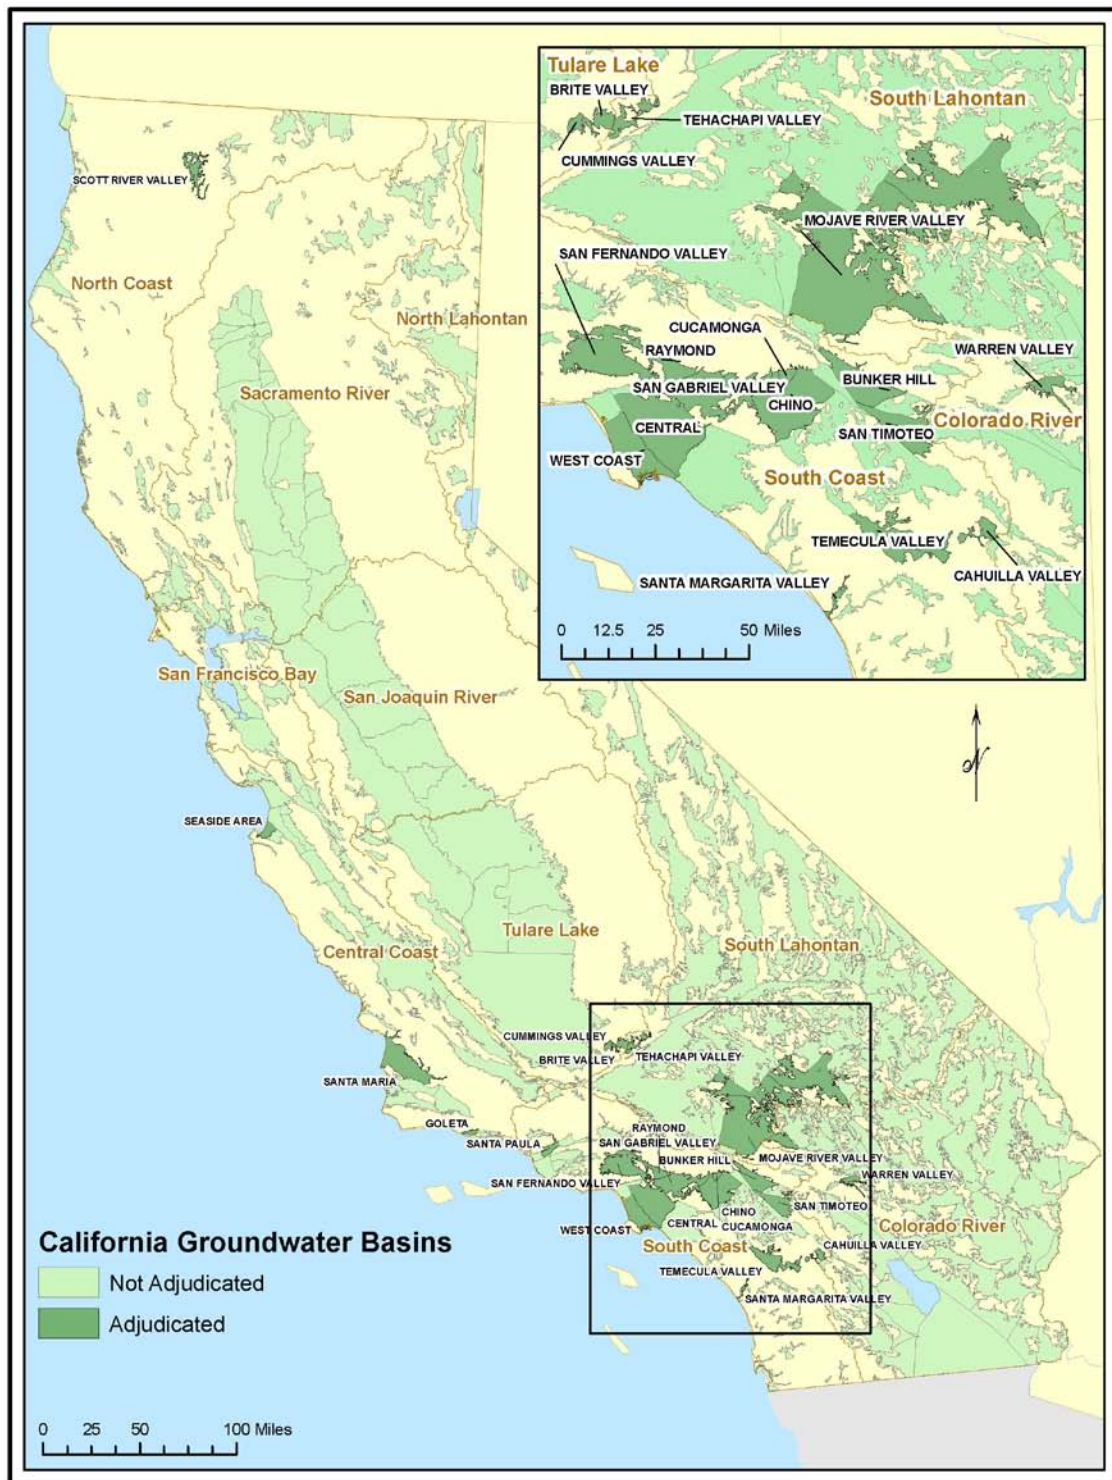 Tulare Lake
BRITE VALLEY
South Lahontan
TEHACHAPI VALLEY
CUMMINGS VALLEY
MOJAVE RIVER VALLEY
SAN FERNANDO VALLEY
CUCAMONGA
WARREN VALLEY
RAYMOND
BUNKER HILL
SAN GABRIEL VALLEY
CHINO
Colorado River
CENTRAL
SAN TIMOTEO
WEST COAST
South Coast
TEMECULA VALLEY
CAHUILLA VALLEY
SANTA MARGARITA VALLEY
0 12.5 25 50 Miles
SCOTT RIVER VALLEY
North Coast
North Lahontan
Sacramento River
San Francisco Bay
San Joaquin River
N
SEASIDE AREA
Tulare Lake
South Lahontan
Central Coast
CUMMINGS VALLEY
BRITE VALLEY
TEHACHAPI VALLEY
SANTA MARIA
GOLETA
SANTA PAULA
RAYMOND
SAN GABRIEL VALLEY
BUNKER HILL
MOJAVE RIVER VALLEY
WARREN VALLEY
SAN FERNANDO VALLEY
SAN TIMOTEO
CHINO
CENTRAL
CUCAMONGA
WEST COAST
Colorado River
South Coast
CAHUILLA VALLEY
TEMECULA VALLEY
SANTA MARGARITA VALLEY
California Groundwater Basins
Not Adjudicated
Adjudicated
0 25 50 100 Miles